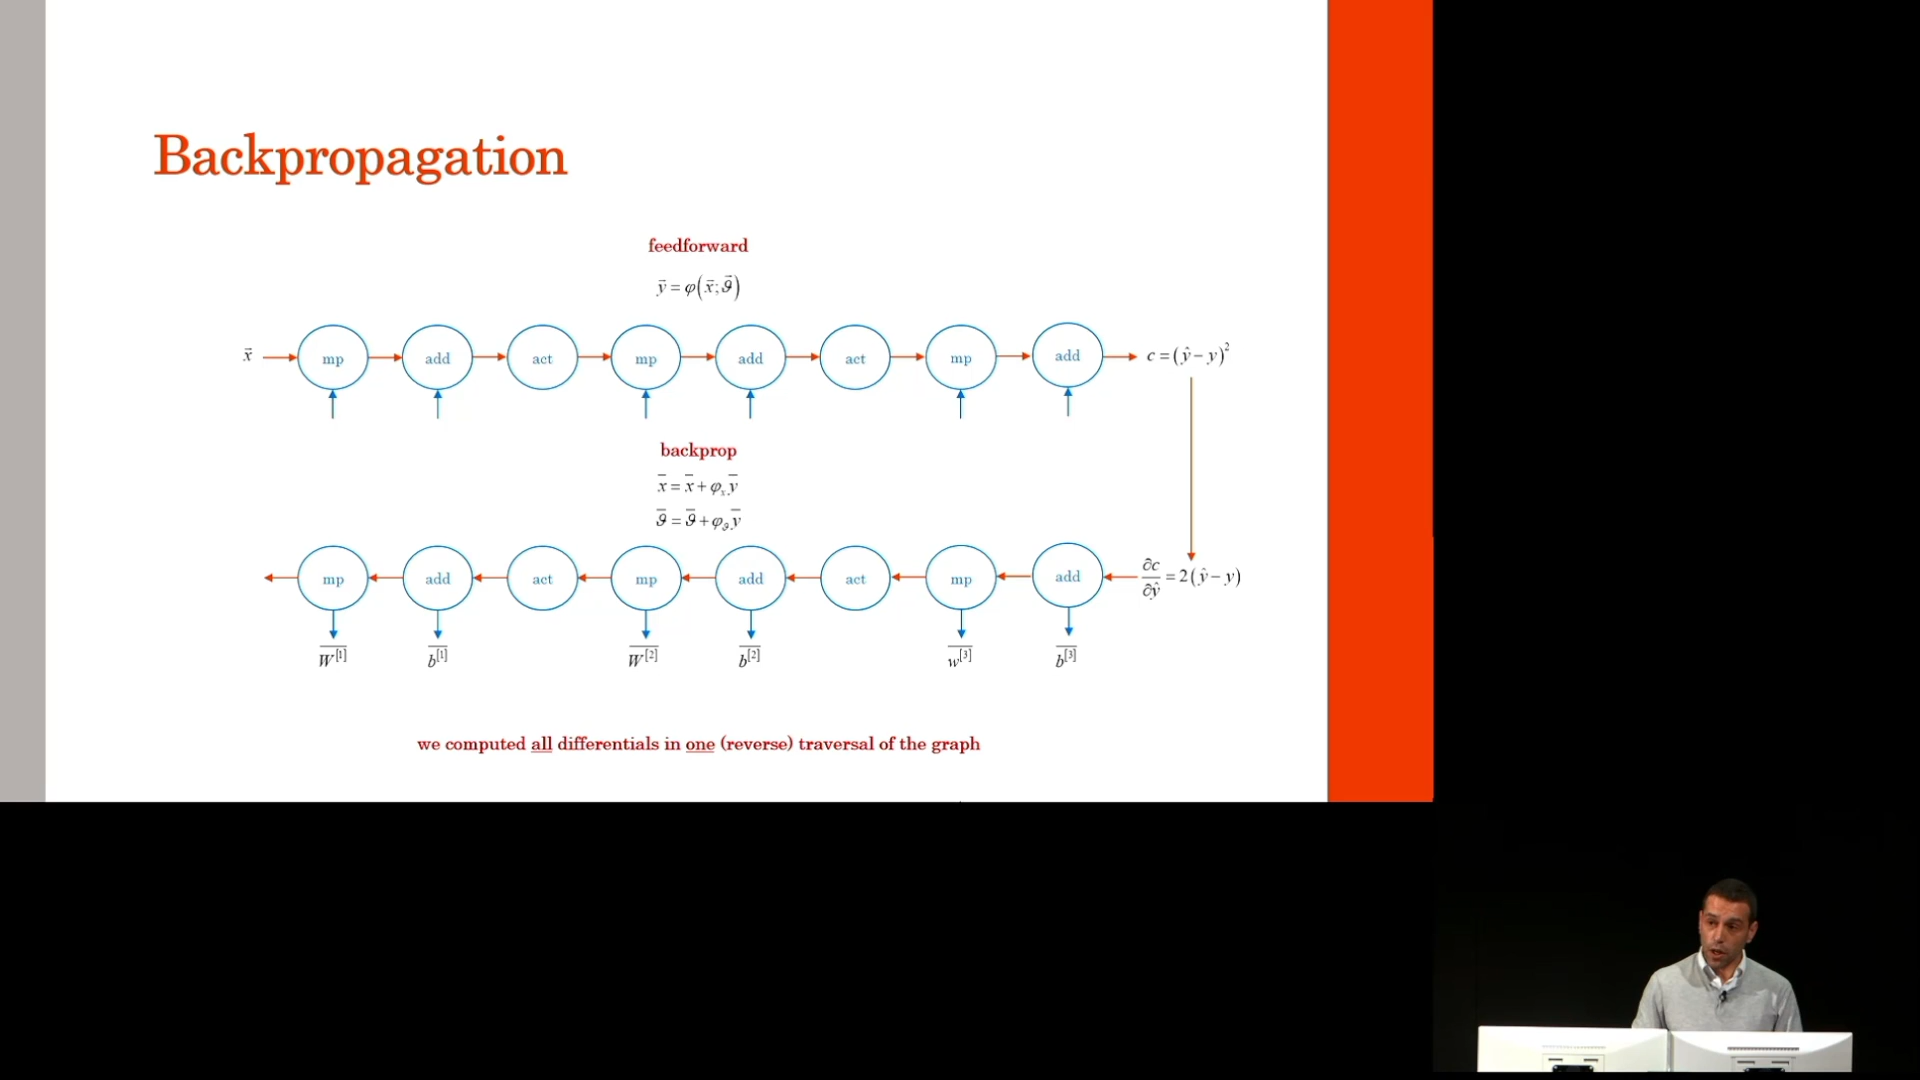 Backpropagation
feedforward
y̅ = φ(x̅; ϑ̅)
x̅ mp add act mp add act mp add c = (ŷ − y)²
backprop
x̅ = x̅ + φₓ y̅
ϑ̅ = ϑ̅ + φ_ϑ y̅
mp add act mp add act mp add ∂c/∂ŷ = 2(ŷ − y)
W^[1] b^[1] W^[2] b^[2] w^[3] b^[3]
we computed all differentials in one (reverse) traversal of the graph